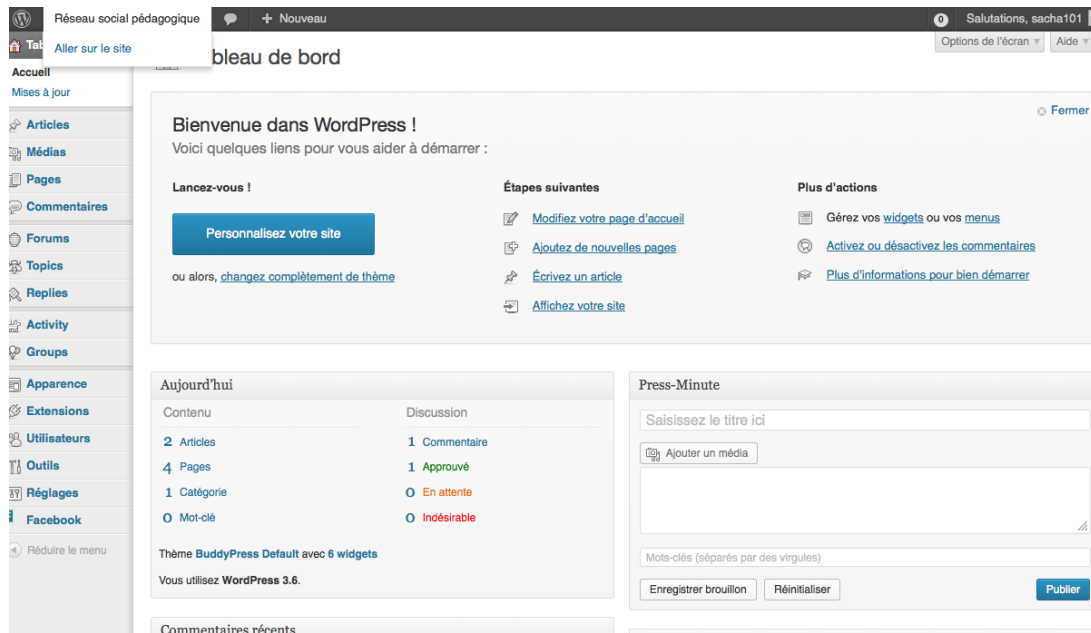 Réseau social pédagogique
+ Nouveau
0 Salutations, sacha101
Aller sur le site
Options de l'écran
Aide
Tab
bleau de bord
Accueil
Mises à jour
Articles
Médias
Pages
Commentaires
Forums
Topics
Replies
Activity
Groups
Apparence
Extensions
Utilisateurs
Outils
Réglages
Facebook
Réduire le menu
Fermer
Bienvenue dans WordPress !
Voici quelques liens pour vous aider à démarrer :
Lancez-vous !
Personnalisez votre site
ou alors, changez complètement de thème
Étapes suivantes
Modifiez votre page d'accueil
Ajoutez de nouvelles pages
Écrivez un article
Affichez votre site
Plus d'actions
Gérez vos widgets ou vos menus
Activez ou désactivez les commentaires
Plus d'informations pour bien démarrer
Aujourd'hui
Contenu
2 Articles
4 Pages
1 Catégorie
0 Mot-clé
Discussion
1 Commentaire
1 Approuvé
0 En attente
0 Indésirable
Thème BuddyPress Default avec 6 widgets
Vous utilisez WordPress 3.6.
Commentaires récents
Press-Minute
Saisissez le titre ici
Ajouter un média
Mots-clés (séparés par des virgules)
Enregistrer brouillon
Réinitialiser
Publier